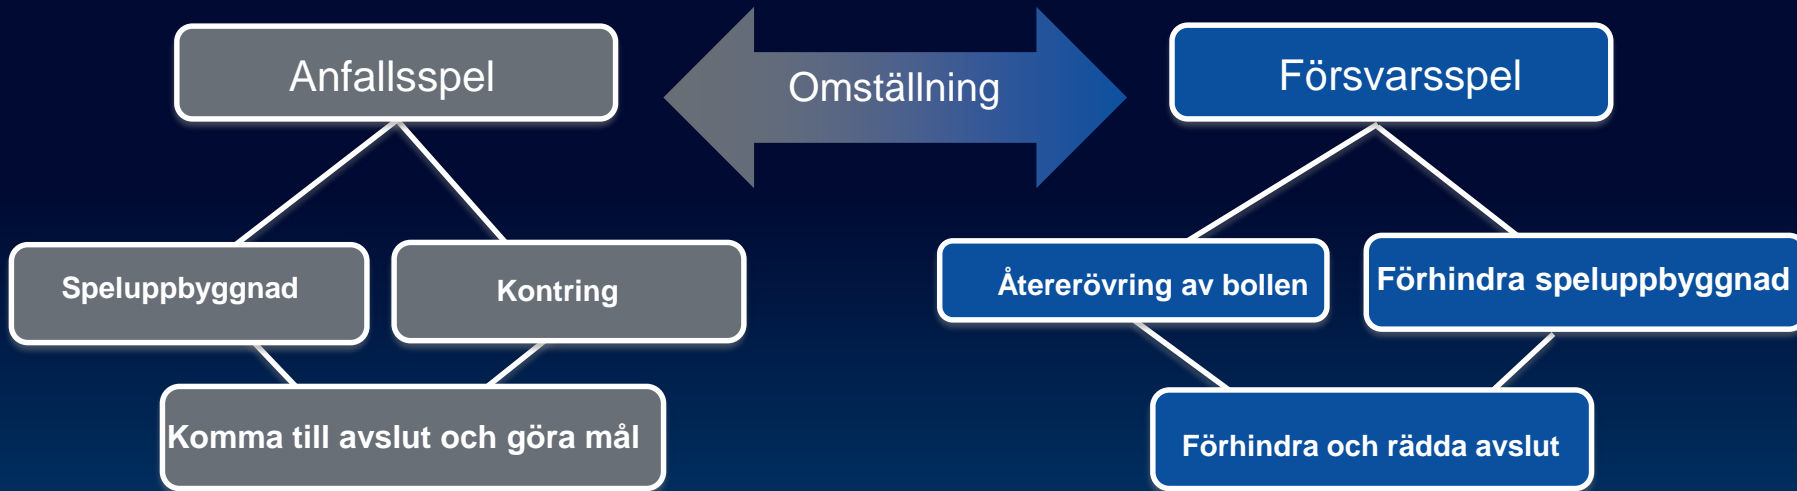 Anfallsspel
Omställning
Försvarsspel
Speluppbyggnad
Kontring
Återerövring av bollen
Förhindra speluppbyggnad
Komma till avslut och göra mål
Förhindra och rädda avslut